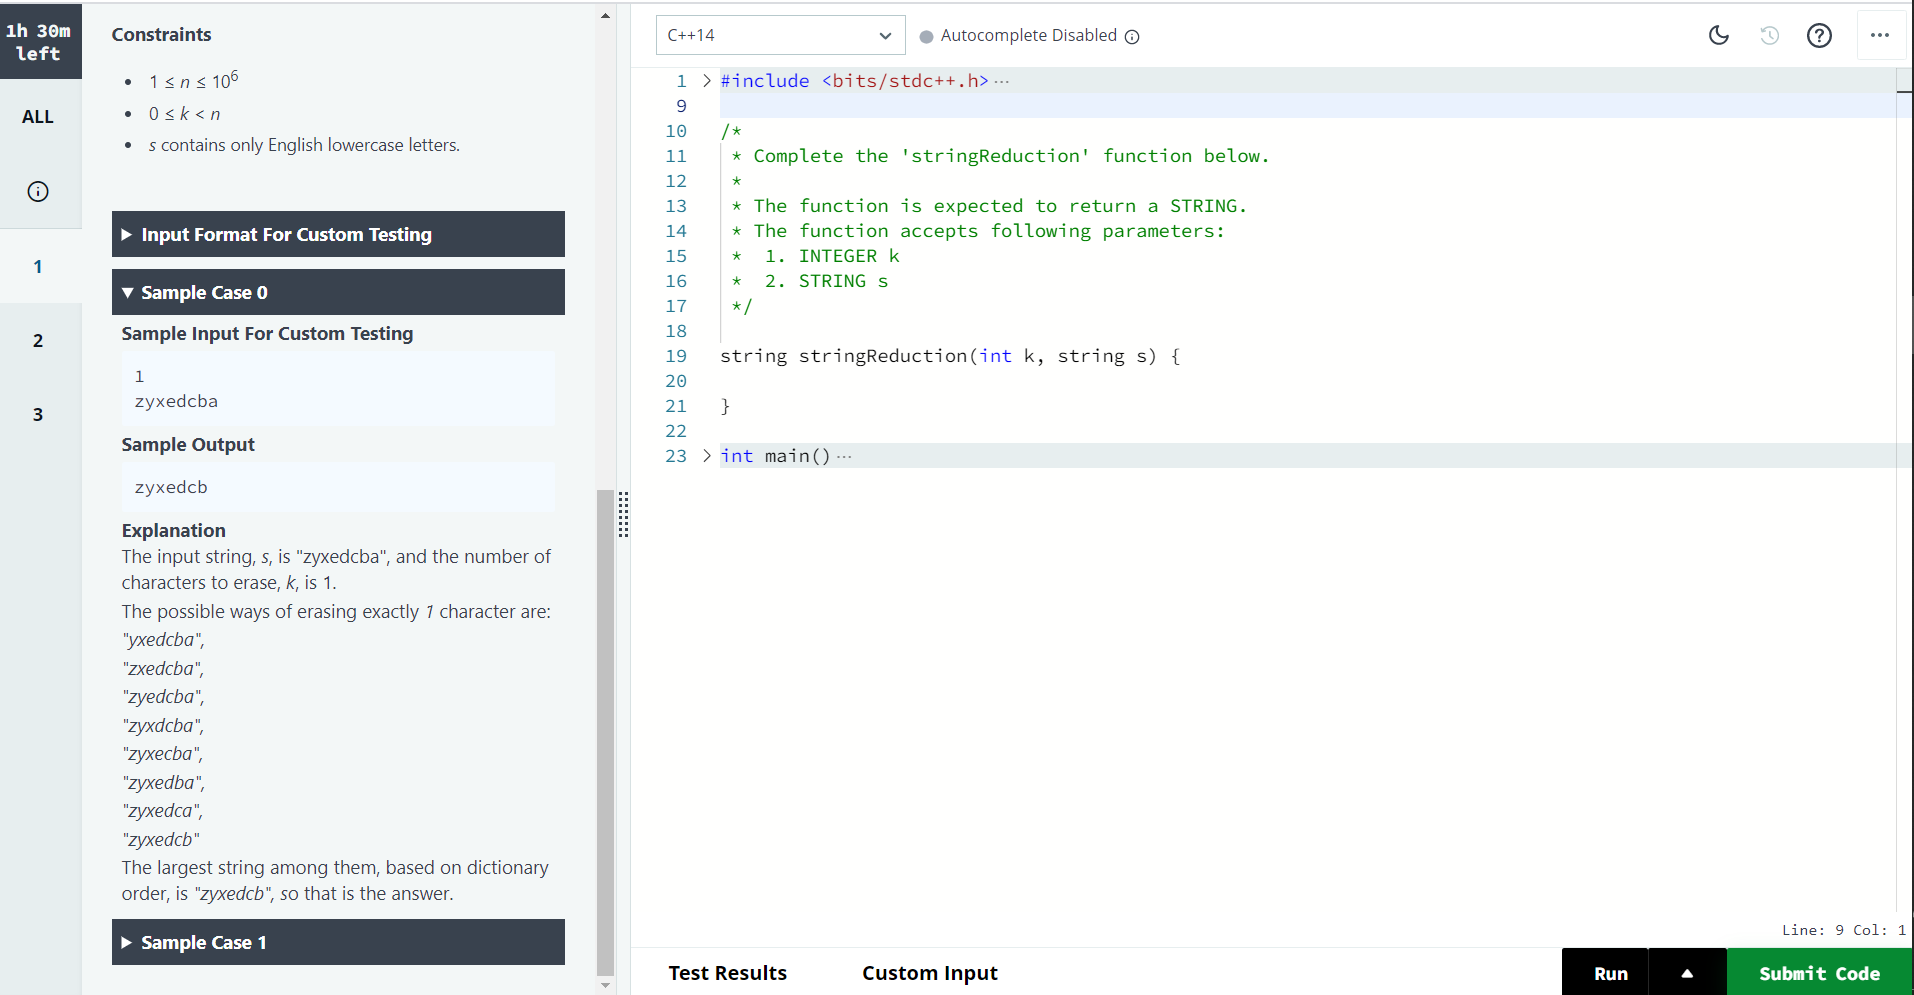 1h 30m
left
ALL
1
2
3
Constraints
• 1 ≤ n ≤ 10^6
• 0 ≤ k < n
• s contains only English lowercase letters.
▶ Input Format For Custom Testing
▼ Sample Case 0
Sample Input For Custom Testing
1
zyxedcba
Sample Output
zyxedcb
Explanation
The input string, s, is "zyxedcba", and the number of
characters to erase, k, is 1.
The possible ways of erasing exactly 1 character are:
"yxedcba",
"zxedcba",
"zyedcba",
"zyxdcba",
"zyxecba",
"zyxedba",
"zyxedca",
"zyxedcb"
The largest string among them, based on dictionary
order, is "zyxedcb", so that is the answer.
▶ Sample Case 1
C++14
Autocomplete Disabled
1 #include <bits/stdc++.h>···
9
10 /*
11 * Complete the 'stringReduction' function below.
12 *
13 * The function is expected to return a STRING.
14 * The function accepts following parameters:
15 *  1. INTEGER k
16 *  2. STRING s
17 */
18
19 string stringReduction(int k, string s) {
20
21 }
22
23 int main()···
Line: 9 Col: 1
Test Results
Custom Input
Run
Submit Code